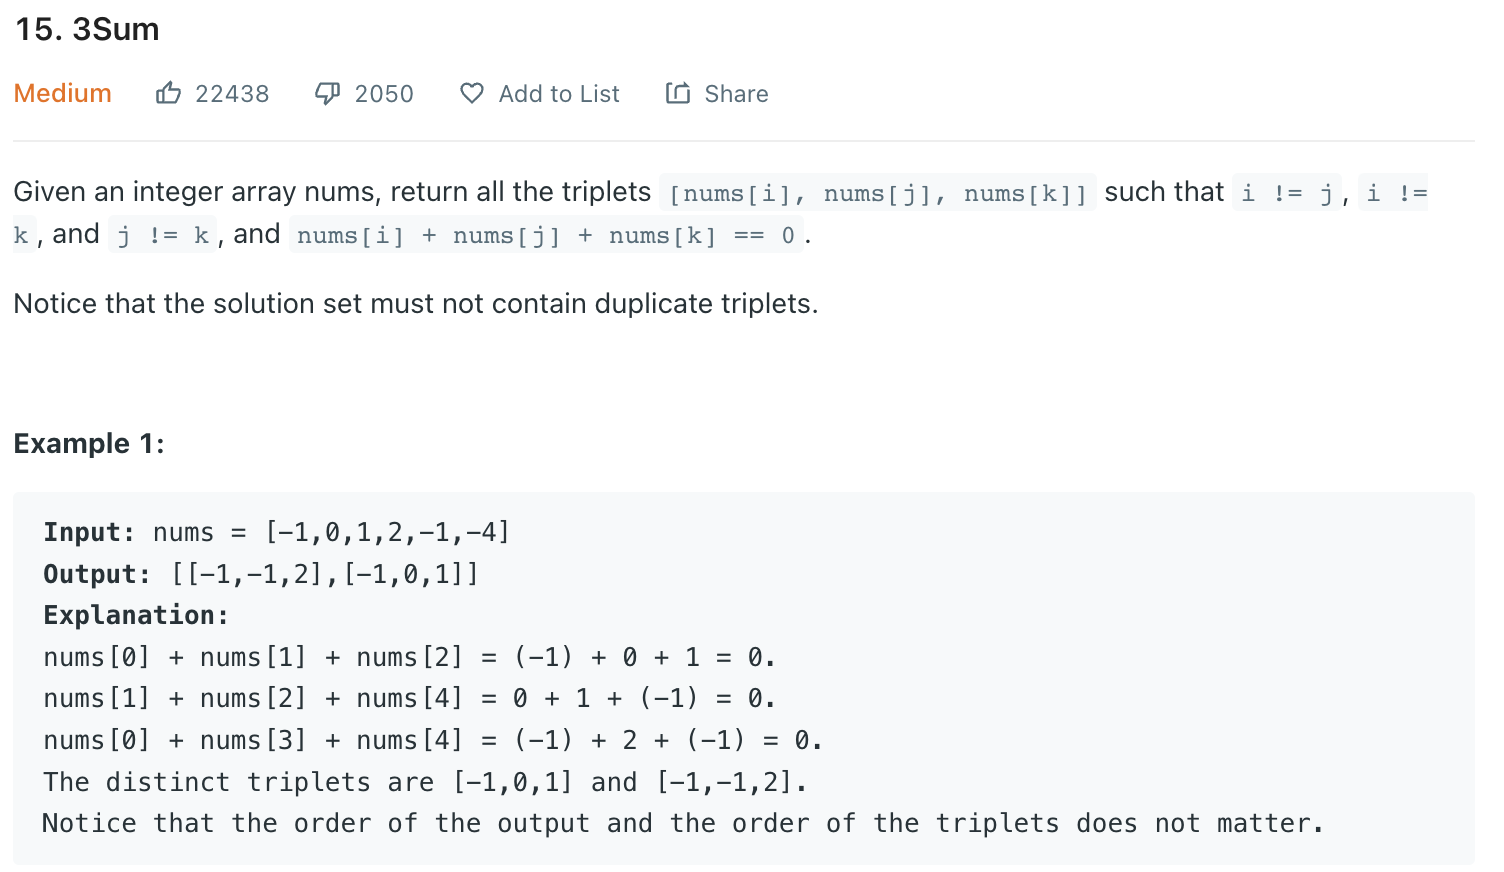 15. 3Sum
Medium 22438 2050 Add to List Share
Given an integer array nums, return all the triplets [nums[i], nums[j], nums[k]] such that i != j, i !=
k, and j != k, and nums[i] + nums[j] + nums[k] == 0.
Notice that the solution set must not contain duplicate triplets.
Example 1:
Input: nums = [-1,0,1,2,-1,-4]
Output: [[-1,-1,2],[-1,0,1]]
Explanation:
nums[0] + nums[1] + nums[2] = (-1) + 0 + 1 = 0.
nums[1] + nums[2] + nums[4] = 0 + 1 + (-1) = 0.
nums[0] + nums[3] + nums[4] = (-1) + 2 + (-1) = 0.
The distinct triplets are [-1,0,1] and [-1,-1,2].
Notice that the order of the output and the order of the triplets does not matter.